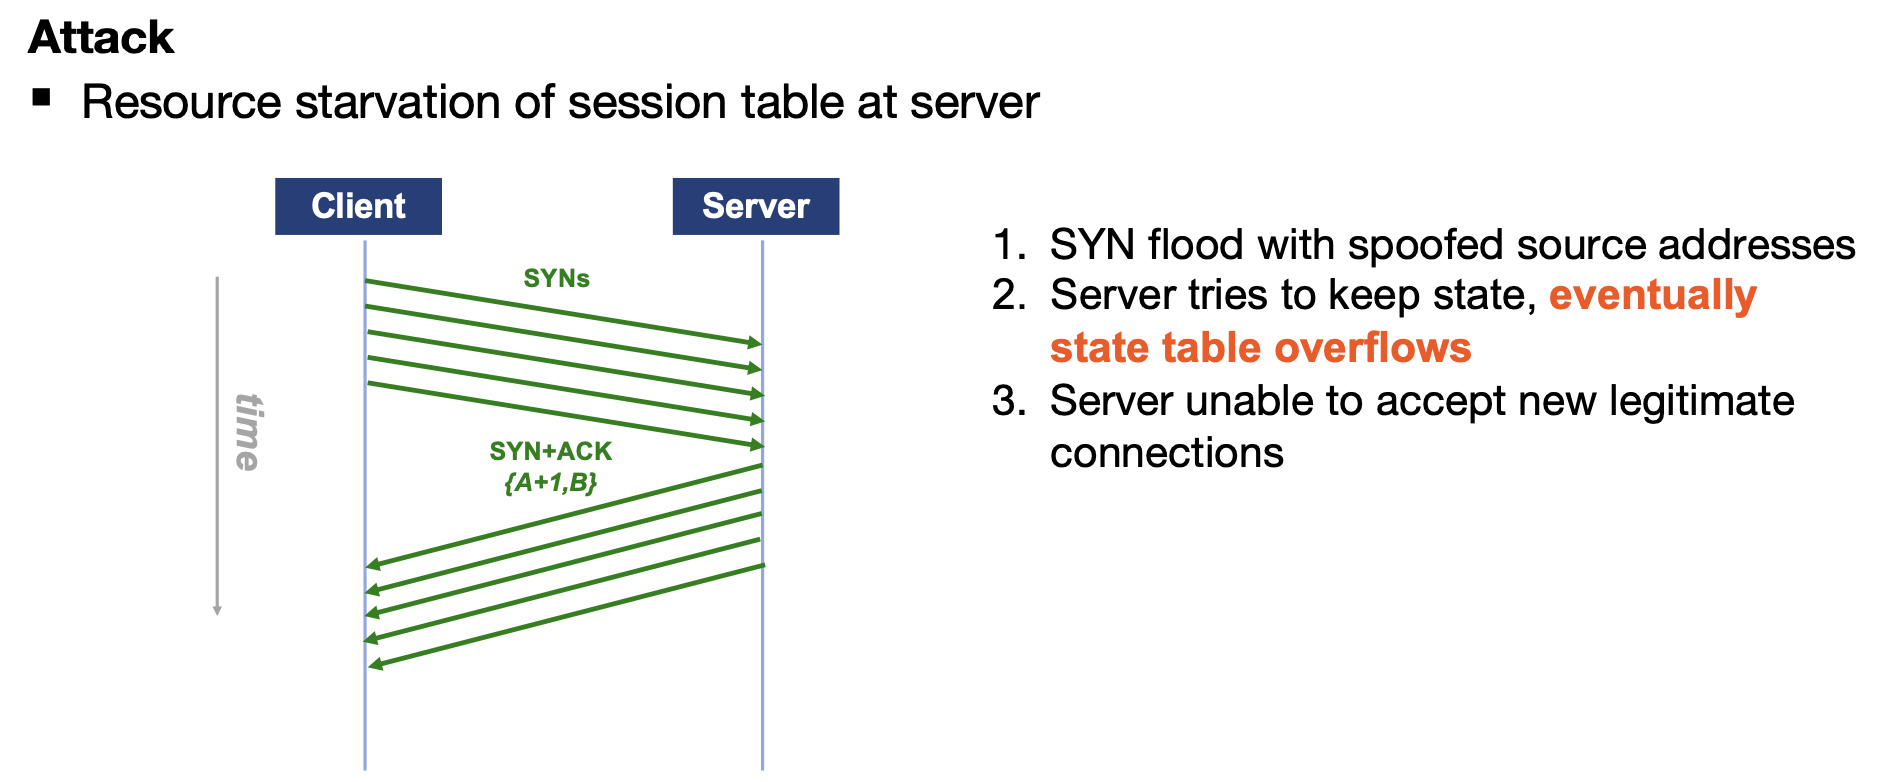 Attack
▪ Resource starvation of session table at server
Client
Server
SYNs
time
SYN+ACK
{A+1,B}
1. SYN flood with spoofed source addresses
2. Server tries to keep state, eventually
state table overflows
3. Server unable to accept new legitimate
connections